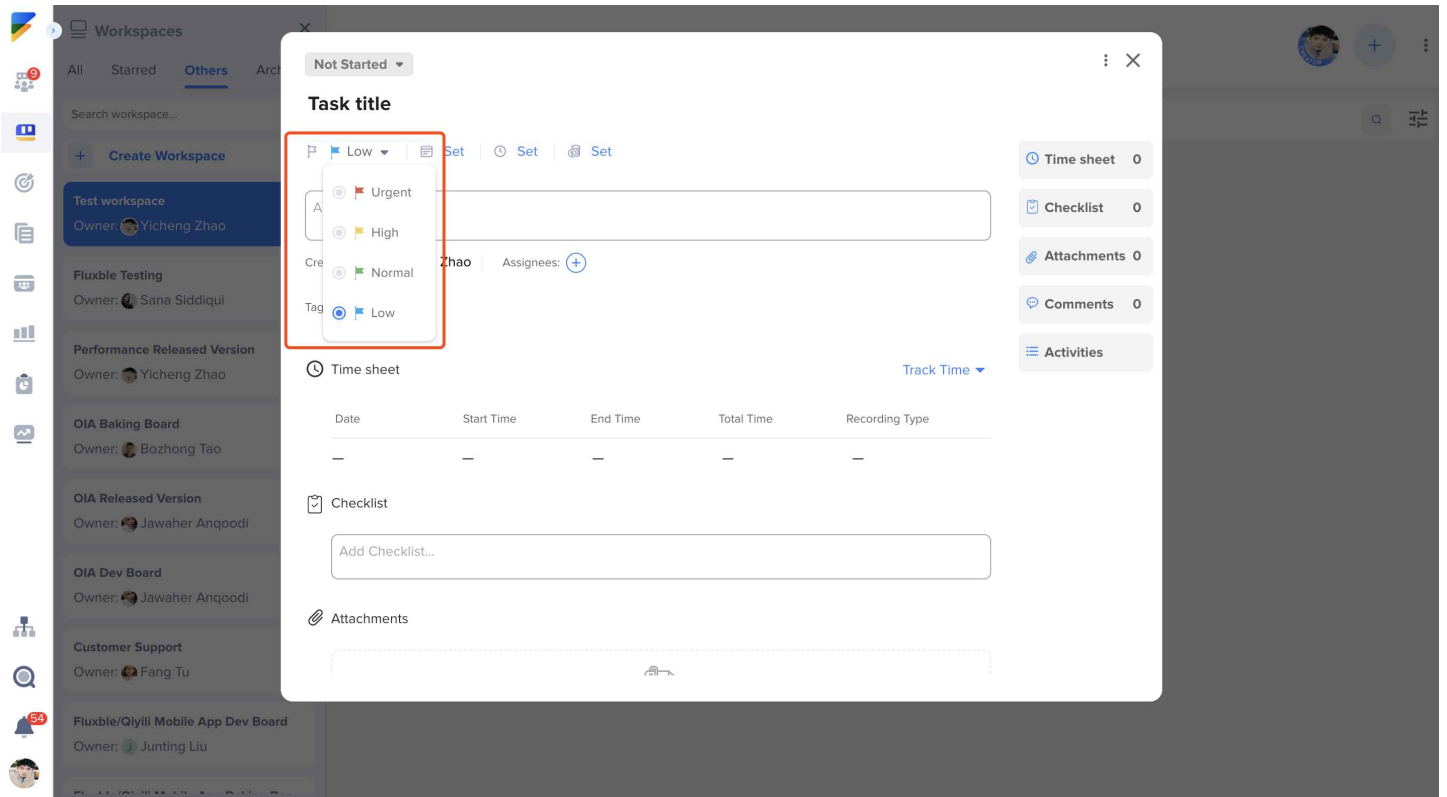 Workspaces
All Starred Others Arch
Search workspace...
+ Create Workspace
Test workspace
Owner: Yicheng Zhao
Fluxble Testing
Owner: Sana Siddiqui
Performance Released Version
Owner: Yicheng Zhao
OIA Baking Board
Owner: Bozhong Tao
OIA Released Version
Owner: Jawaher Anqoodi
OIA Dev Board
Owner: Jawaher Anqoodi
Customer Support
Owner: Fang Tu
Fluxble/Qiyili Mobile App Dev Board
Owner: J Junting Liu
9
54
Not Started
Task title
Low Set Set Set
Urgent
High
Normal
Low
A
Cre Zhao Assignees:
Tag
Time sheet Track Time
Date Start Time End Time Total Time Recording Type
— — — — —
Checklist
Add Checklist...
Attachments
Time sheet 0
Checklist 0
Attachments 0
Comments 0
Activities